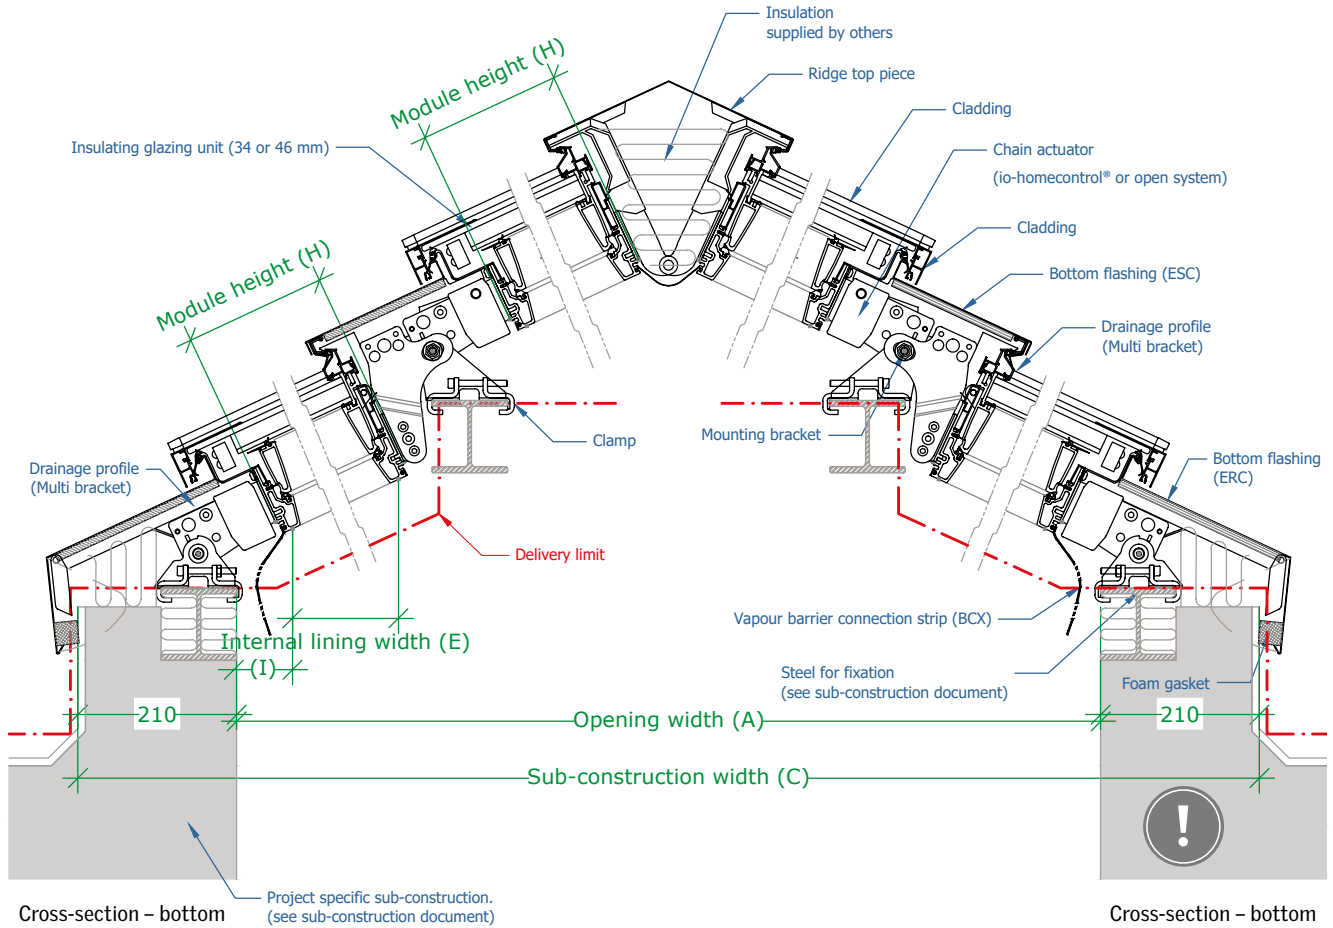 Insulation
supplied by others
Ridge top piece
Module height (H)
Cladding
Insulating glazing unit (34 or 46 mm)
Chain actuator
(io-homecontrol® or open system)
Cladding
Module height (H)
Bottom flashing (ESC)
Drainage profile
(Multi bracket)
Clamp
Mounting bracket
Drainage profile
(Multi bracket)
Bottom flashing
(ERC)
Delivery limit
Vapour barrier connection strip (BCX)
Internal lining width (E)
(I)
Steel for fixation
(see sub-construction document)
Foam gasket
210
Opening width (A)
210
Sub-construction width (C)
!
Project specific sub-construction.
(see sub-construction document)
Cross-section – bottom
Cross-section – bottom